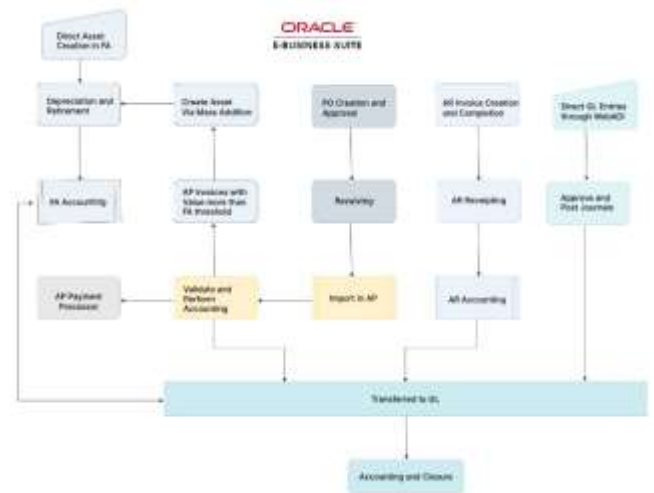 ORACLE
E-BUSINESS SUITE
Direct Asset
Creation in FA
Depreciation and
Retirement
Create Asset
Via Mass Addition
PO Creation and
Approval
AR Invoice Creation
and Completion
Direct GL Entries
through WebADI
FA Accounting
AP Invoices with
Value more than
FA threshold
Receiving
AR Receipting
Approve and
Post Journals
AP Payment
Processor
Validate and
Perform
Accounting
Import in AP
AR Accounting
Transferred to GL
Accounting and Closure